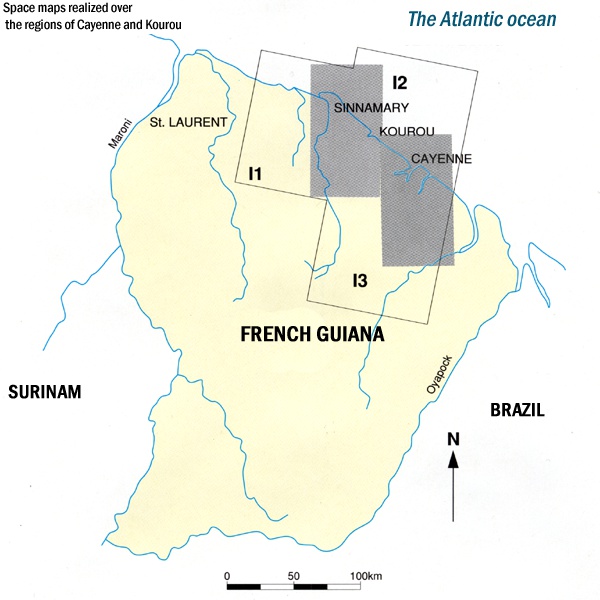 Space maps realized over
the regions of Cayenne and Kourou
The Atlantic ocean
I2
SINNAMARY
St. LAURENT
Maroni
KOUROU
CAYENNE
I1
I3
FRENCH GUIANA
Oyapock
SURINAM
BRAZIL
N
0 50 100km